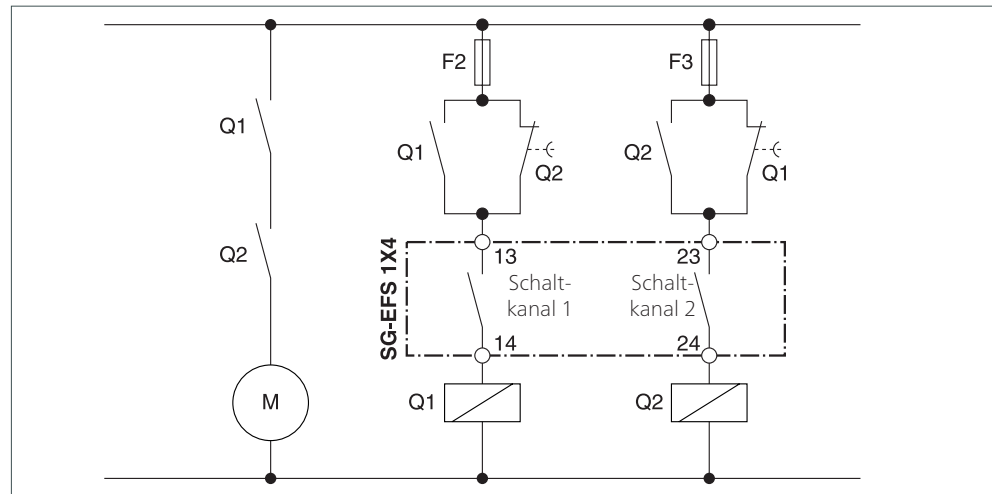 F2
F3
Q1
Q1
Q2
Q2
Q1
Q2
SG-EFS 1X4
13
23
Schalt-
kanal 1
Schalt-
kanal 2
14
24
M
Q1
Q2